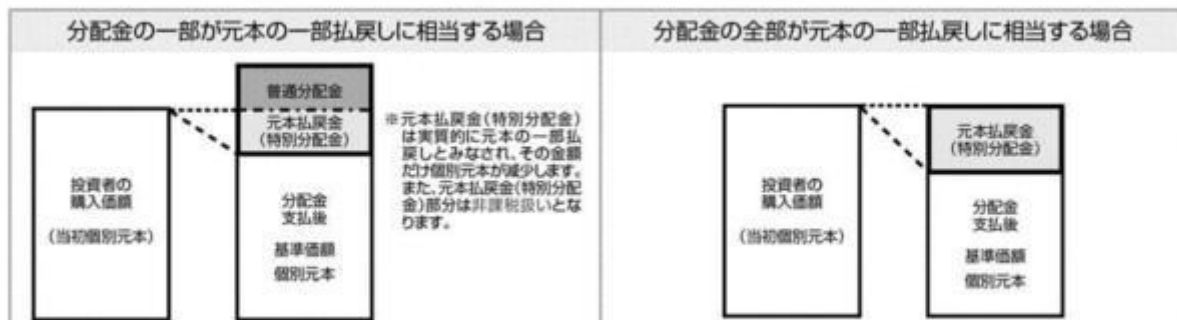 分配金の一部が元本の一部払戻しに相当する場合
普通分配金
元本払戻金
(特別分配金)
投資者の
購入価額
(当初個別元本)
分配金
支払後
基準価額
個別元本
※元本払戻金(特別分配金)
は実質的に元本の一部払
戻しとみなされ、その金額
だけ個別元本が減少します。
また、元本払戻金(特別分配
金)部分は非課税扱いとな
ります。
分配金の全部が元本の一部払戻しに相当する場合
元本払戻金
(特別分配金)
投資者の
購入価額
(当初個別元本)
分配金
支払後
基準価額
個別元本